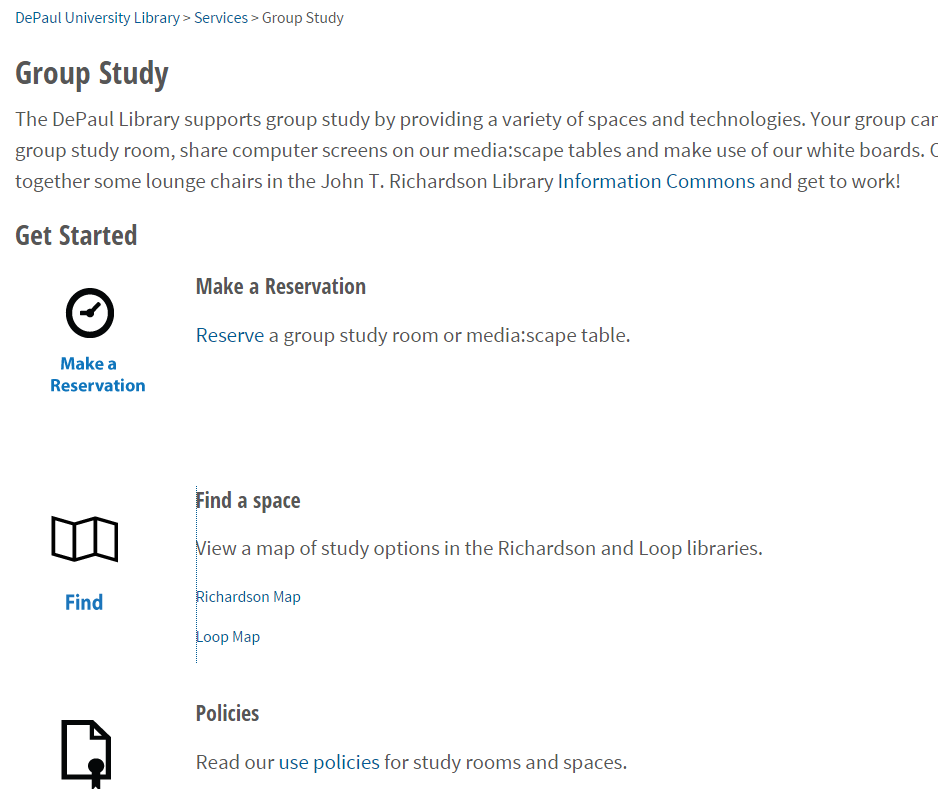 DePaul University Library > Services > Group Study
Group Study
The DePaul Library supports group study by providing a variety of spaces and technologies. Your group can
group study room, share computer screens on our media:scape tables and make use of our white boards.
together some lounge chairs in the John T. Richardson Library Information Commons and get to work!
Get Started
Make a
Reservation
Make a Reservation
Reserve a group study room or media:scape table.
Find
Find a space
View a map of study options in the Richardson and Loop libraries.
Richardson Map
Loop Map
Policies
Read our use policies for study rooms and spaces.